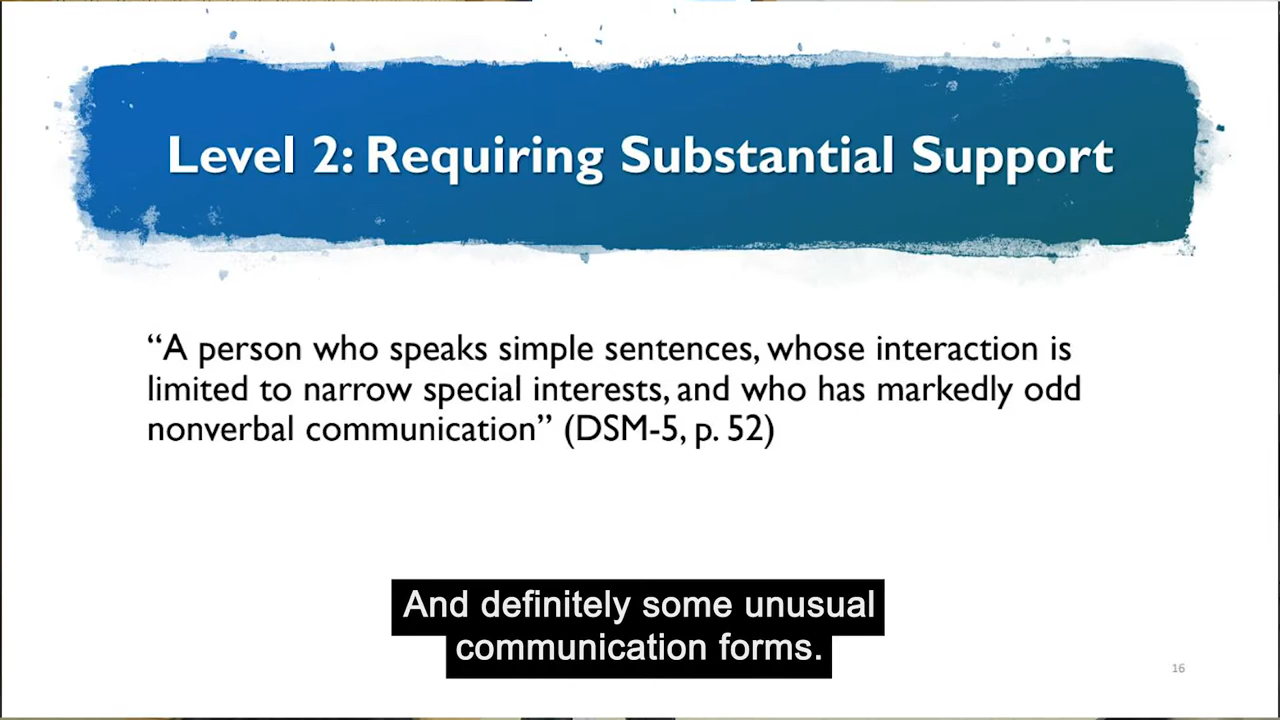 Level 2: Requiring Substantial Support
“A person who speaks simple sentences, whose interaction is
limited to narrow special interests, and who has markedly odd
nonverbal communication” (DSM-5, p. 52)
And definitely some unusual
communication forms.
16